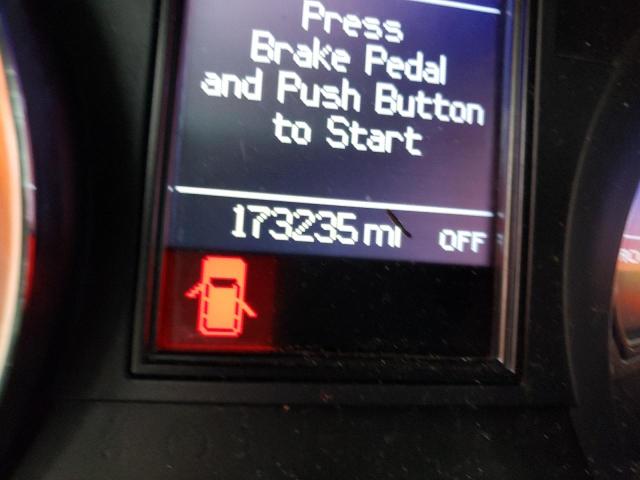 Press
Brake Pedal
and Push Button
to Start
173235 mi OFF